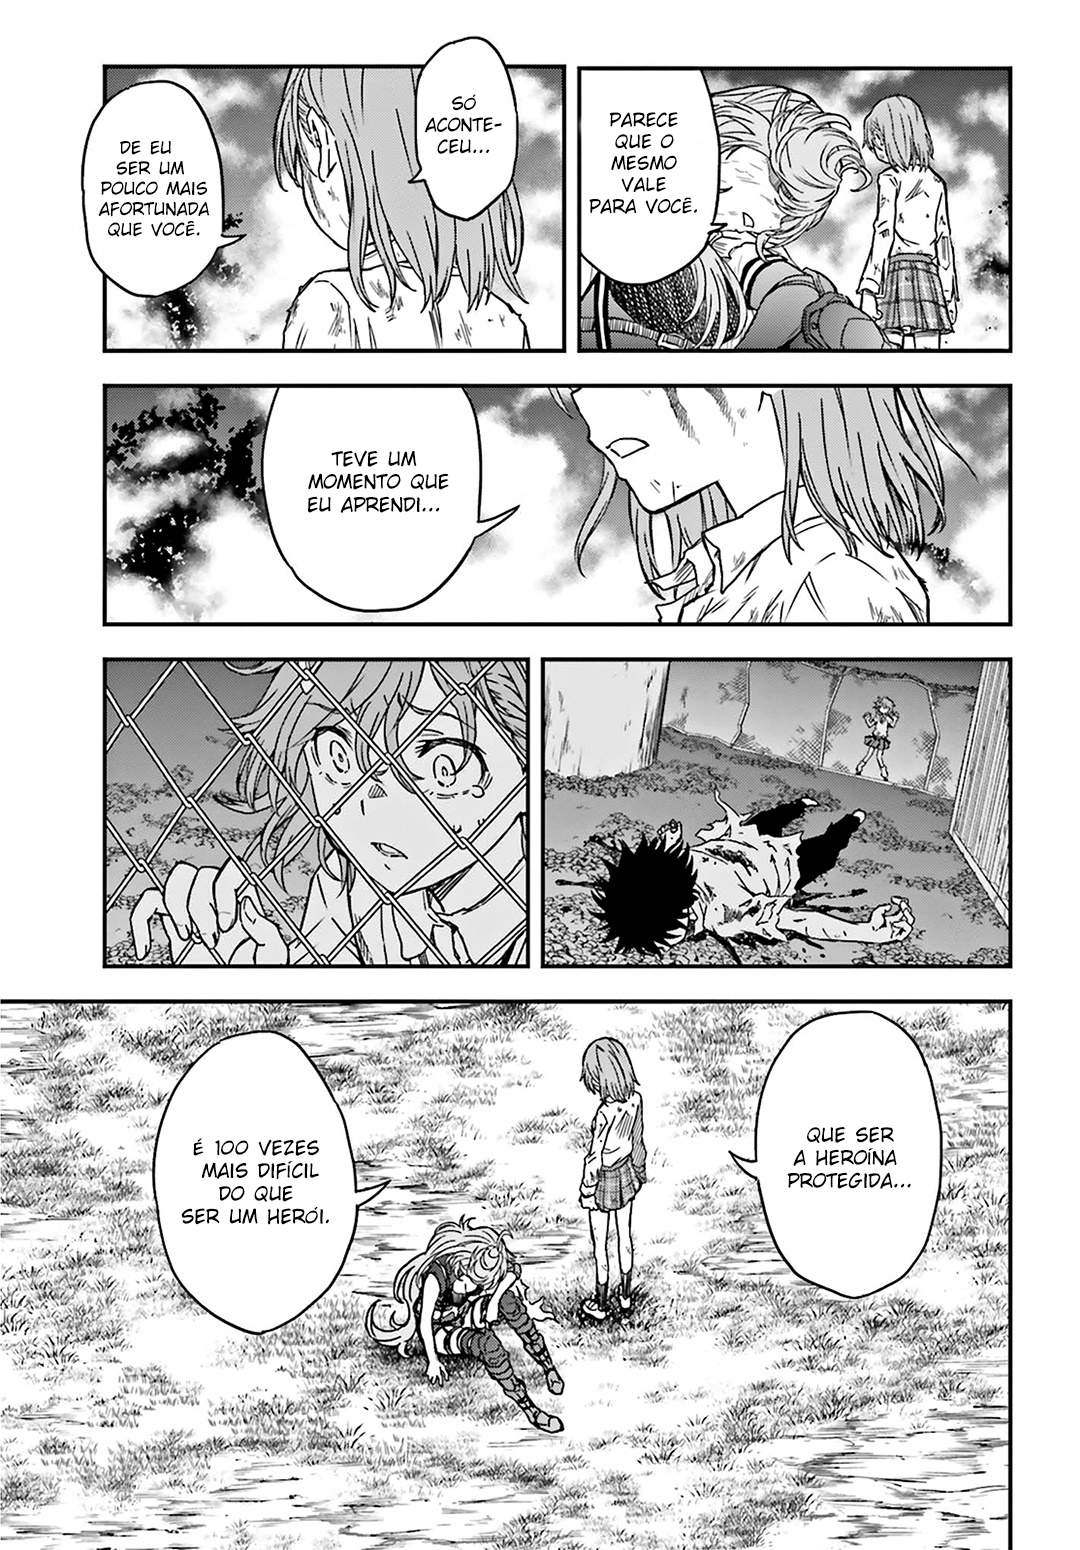 PARECE
QUE O
MESMO
VALE
PARA VOCÊ.
SÓ
ACONTE-
CEU...
DE EU
SER UM
POUCO MAIS
AFORTUNADA
QUE VOCÊ.
TEVE UM
MOMENTO QUE
EU APRENDI...
QUE SER
A HEROÍNA
PROTEGIDA...
É 100 VEZES
MAIS DIFÍCIL
DO QUE
SER UM HERÓI.